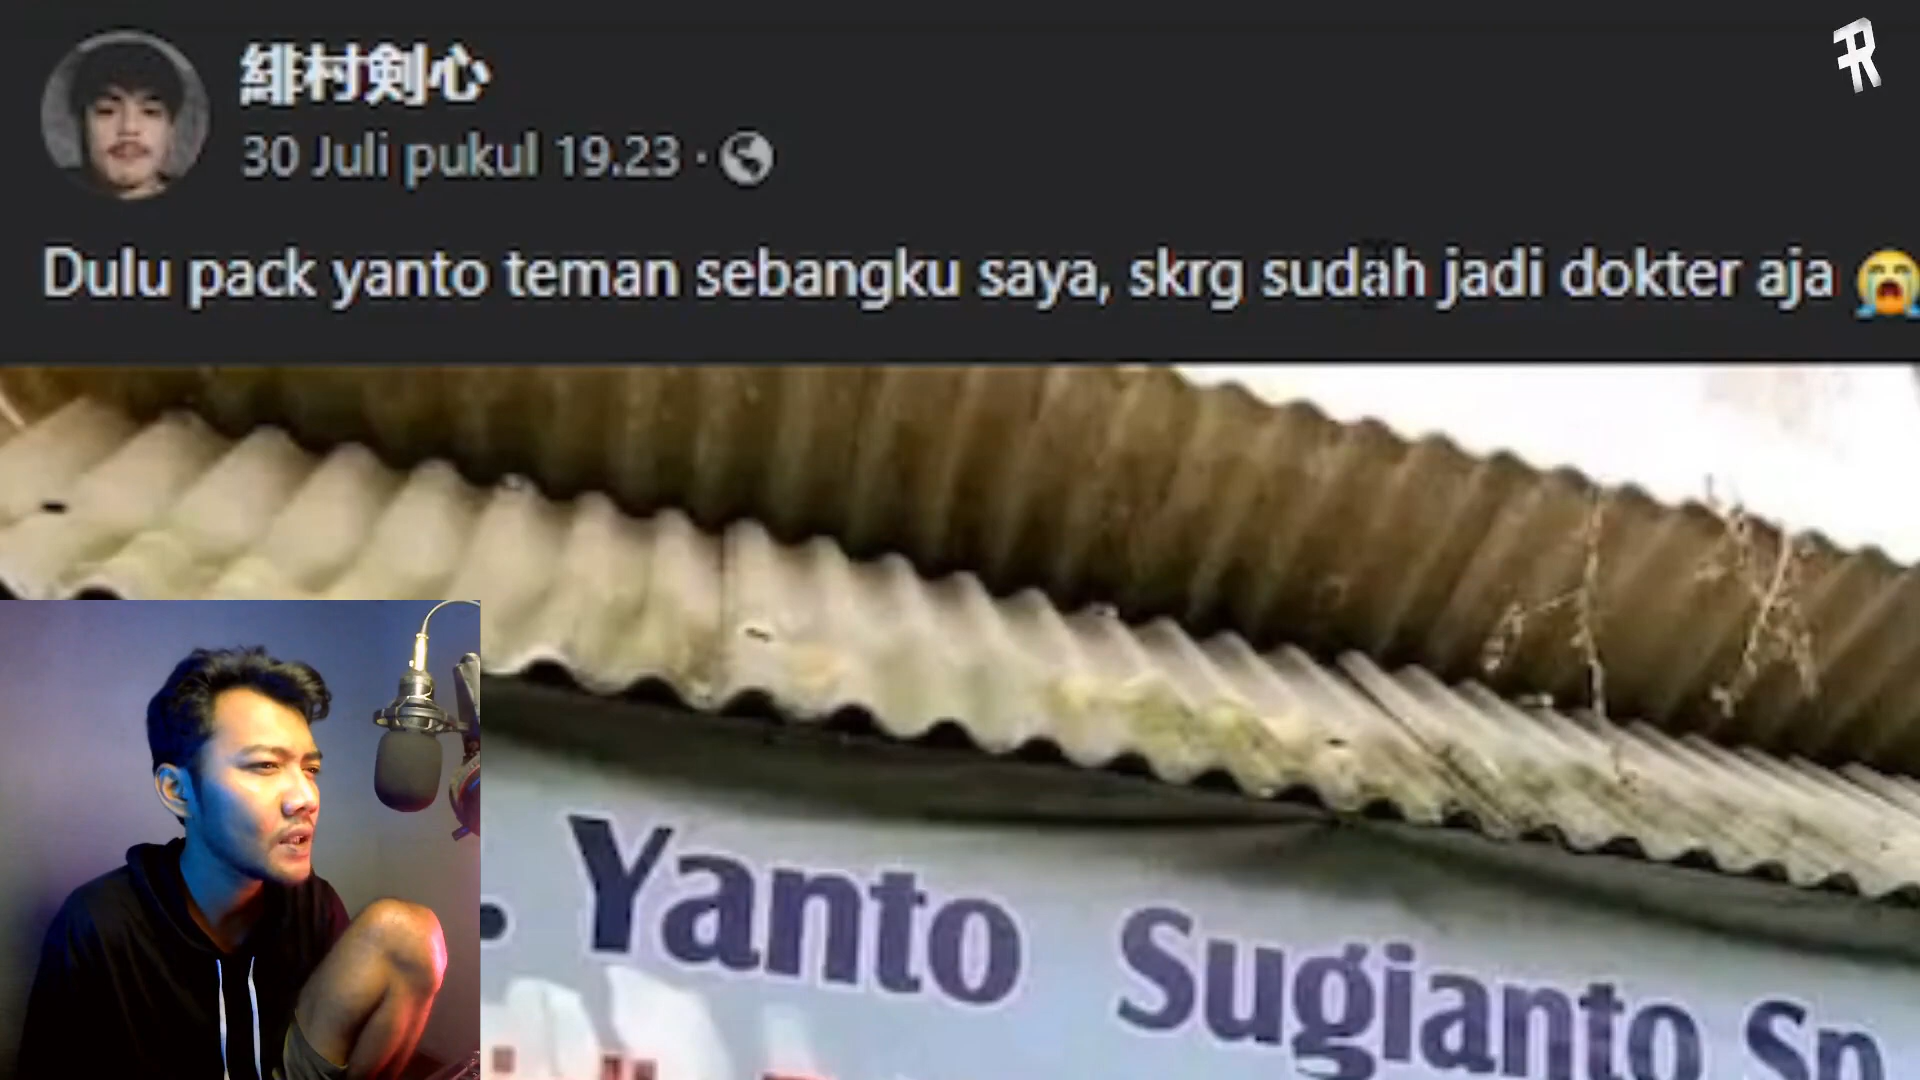 緋村剣心
30 Juli pukul 19.23 ·
Dulu pack yanto teman sebangku saya, skrg sudah jadi dokter aja 😭
. Yanto Sugianto Sp